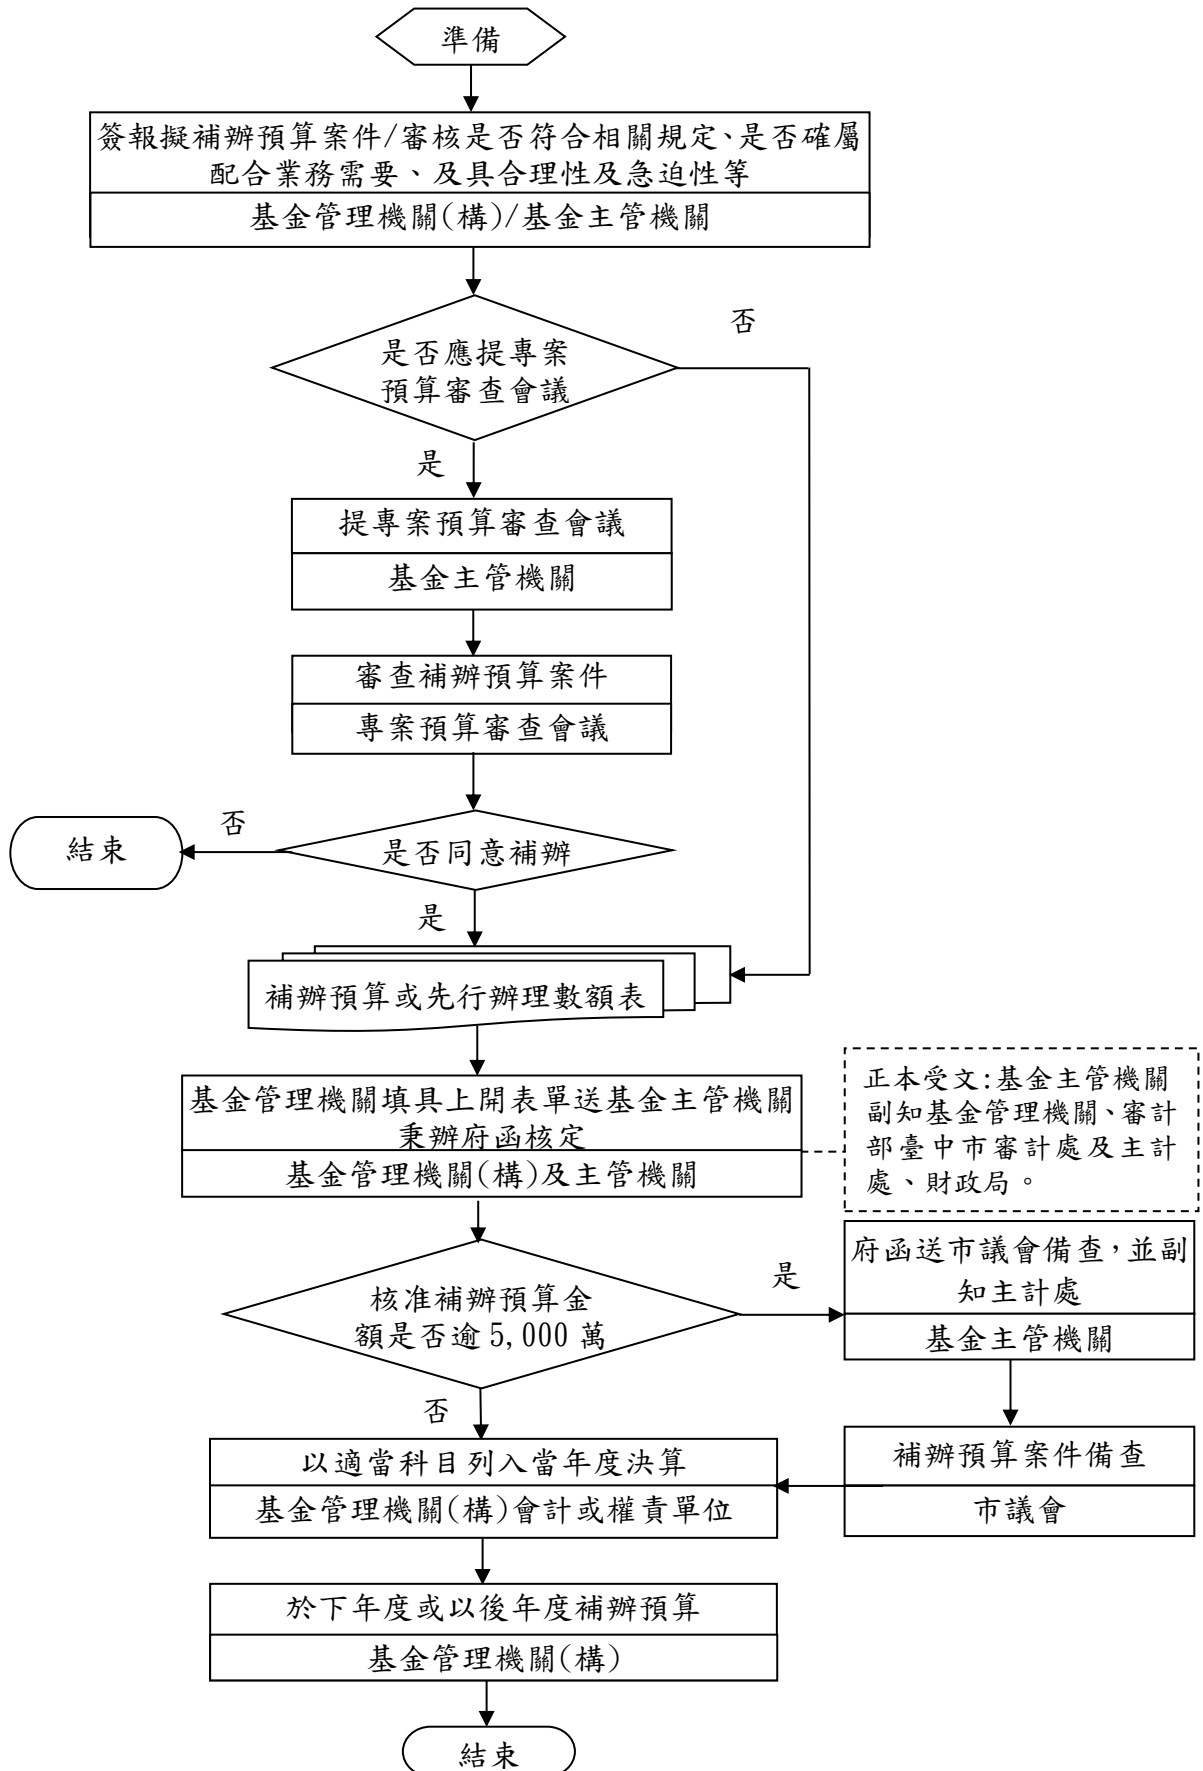 準備
簽報擬補辦預算案件/審核是否符合相關規定、是否確屬
配合業務需要、及具合理性及急迫性等
基金管理機關(構)/基金主管機關
否
是否應提專案
預算審查會議
是
提專案預算審查會議
基金主管機關
審查補辦預算案件
專案預算審查會議
否
結束
是否同意補辦
是
補辦預算或先行辦理數額表
基金管理機關填具上開表單送基金主管機關
秉辦府函核定
基金管理機關(構)及主管機關
正本受文:基金主管機關
副知基金管理機關、審計
部臺中市審計處及主計
處、財政局。
核准補辦預算金
額是否逾5,000萬
是
府函送市議會備查,並副
知主計處
基金主管機關
否
補辦預算案件備查
市議會
以適當科目列入當年度決算
基金管理機關(構)會計或權責單位
於下年度或以後年度補辦預算
基金管理機關(構)
結束